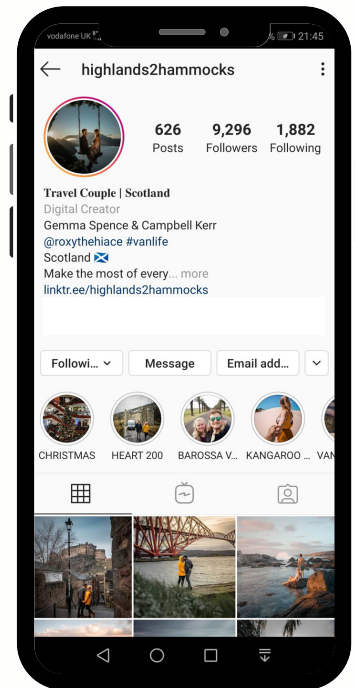 vodafone UK
% 21:45
highlands2hammocks
626 9,296 1,882
Posts Followers Following
Travel Couple | Scotland
Digital Creator
Gemma Spence & Campbell Kerr
@roxythehiace #vanlife
Scotland 🏴󠁧󠁢󠁳󠁣󠁴󠁿
Make the most of every... more
linktr.ee/highlands2hammocks
Followi... Message Email add...
CHRISTMAS HEART 200 BAROSSA V... KANGAROO ... VAN